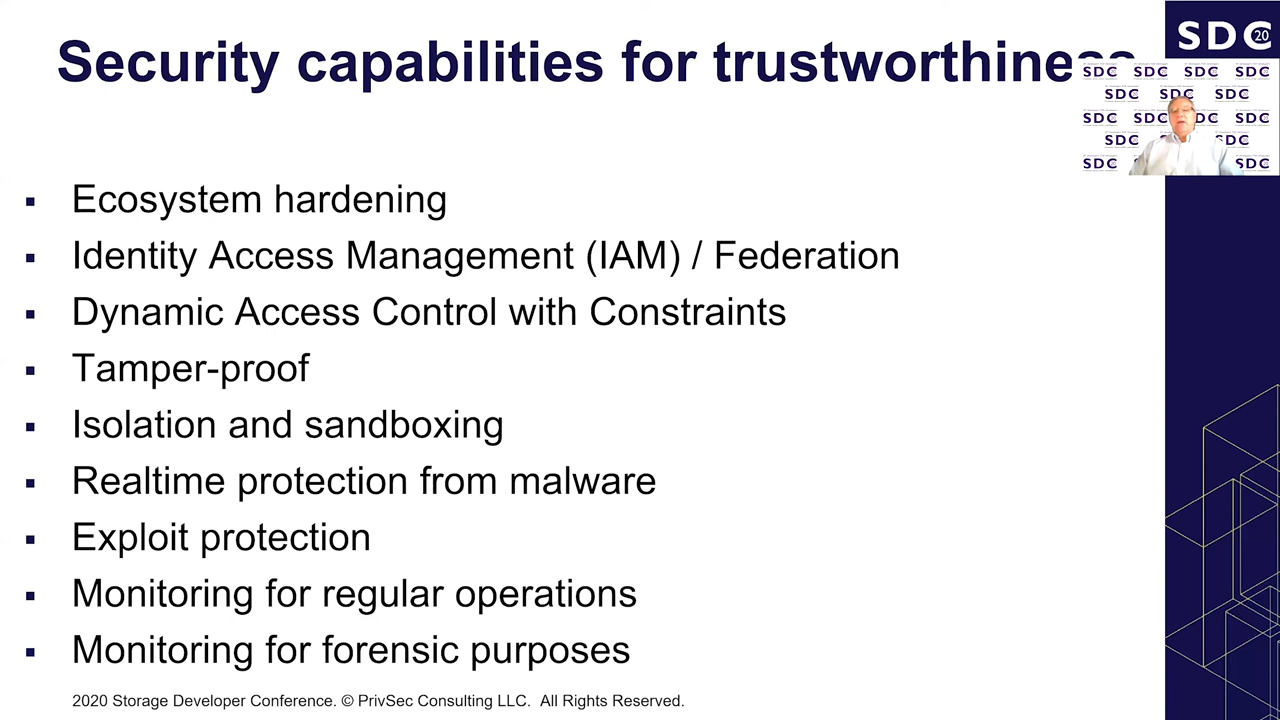 Security capabilities for trustworthiness
SDC 20
SDC SDC SDC SDC
SDC SDC SDC
SDC SDC SDC SDC
SDC SDC
SDC SDC
▪ Ecosystem hardening
▪ Identity Access Management (IAM) / Federation
▪ Dynamic Access Control with Constraints
▪ Tamper-proof
▪ Isolation and sandboxing
▪ Realtime protection from malware
▪ Exploit protection
▪ Monitoring for regular operations
▪ Monitoring for forensic purposes
2020 Storage Developer Conference. © PrivSec Consulting LLC. All Rights Reserved.